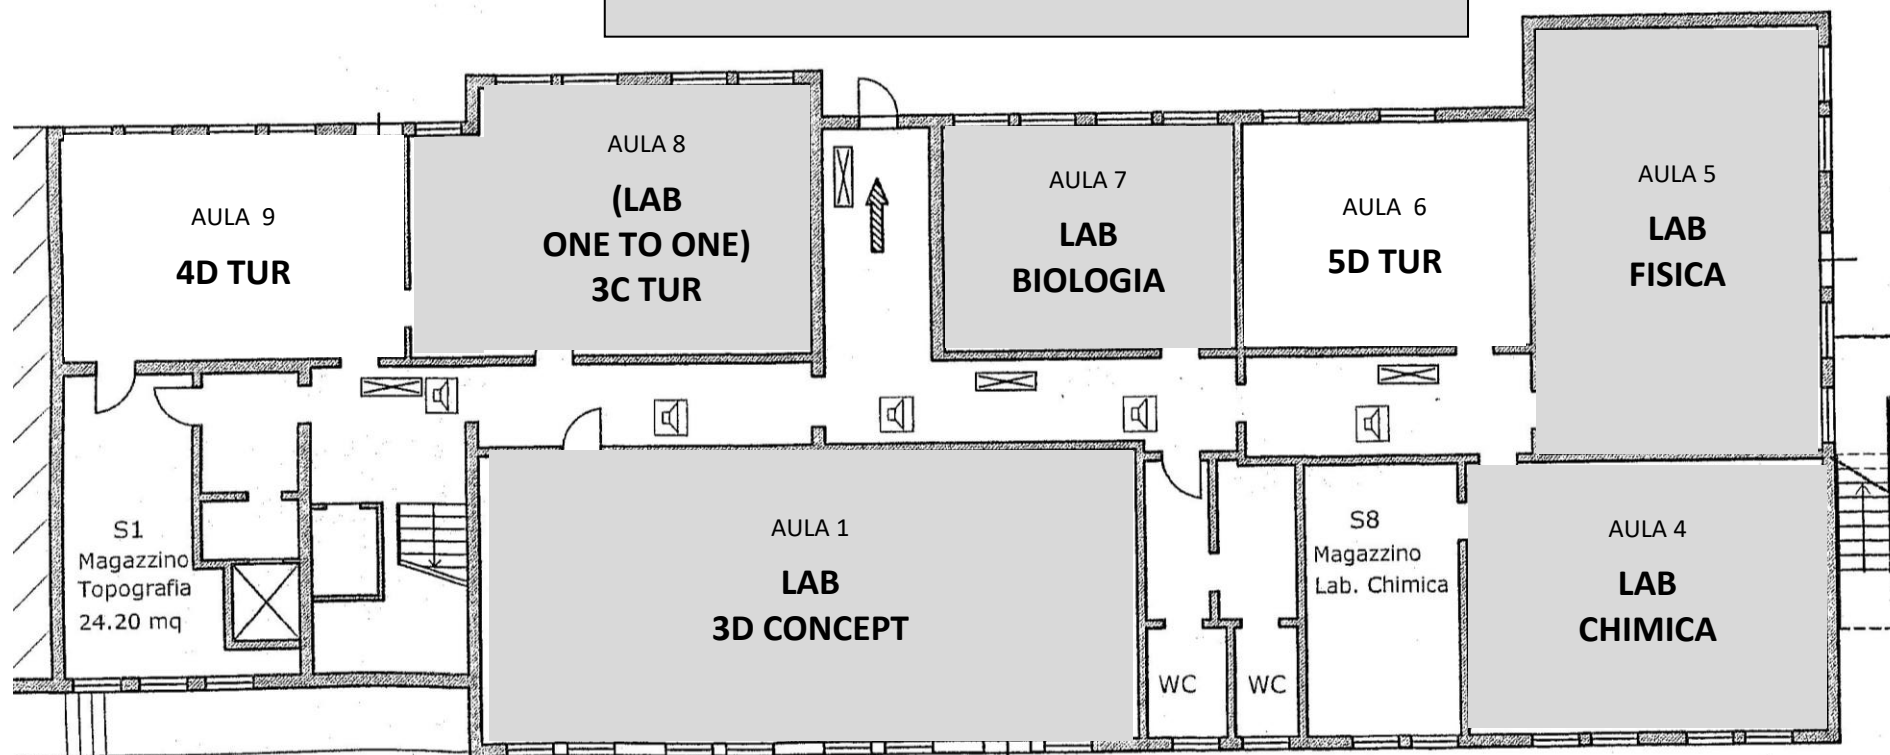 AULA 9
4D TUR
AULA 8
(LAB
ONE TO ONE)
3C TUR
AULA 7
LAB
BIOLOGIA
AULA 6
5D TUR
AULA 5
LAB
FISICA
S1
Magazzino
Topografia
24.20 mq
AULA 1
LAB
3D CONCEPT
WC
WC
S8
Magazzino
Lab. Chimica
AULA 4
LAB
CHIMICA